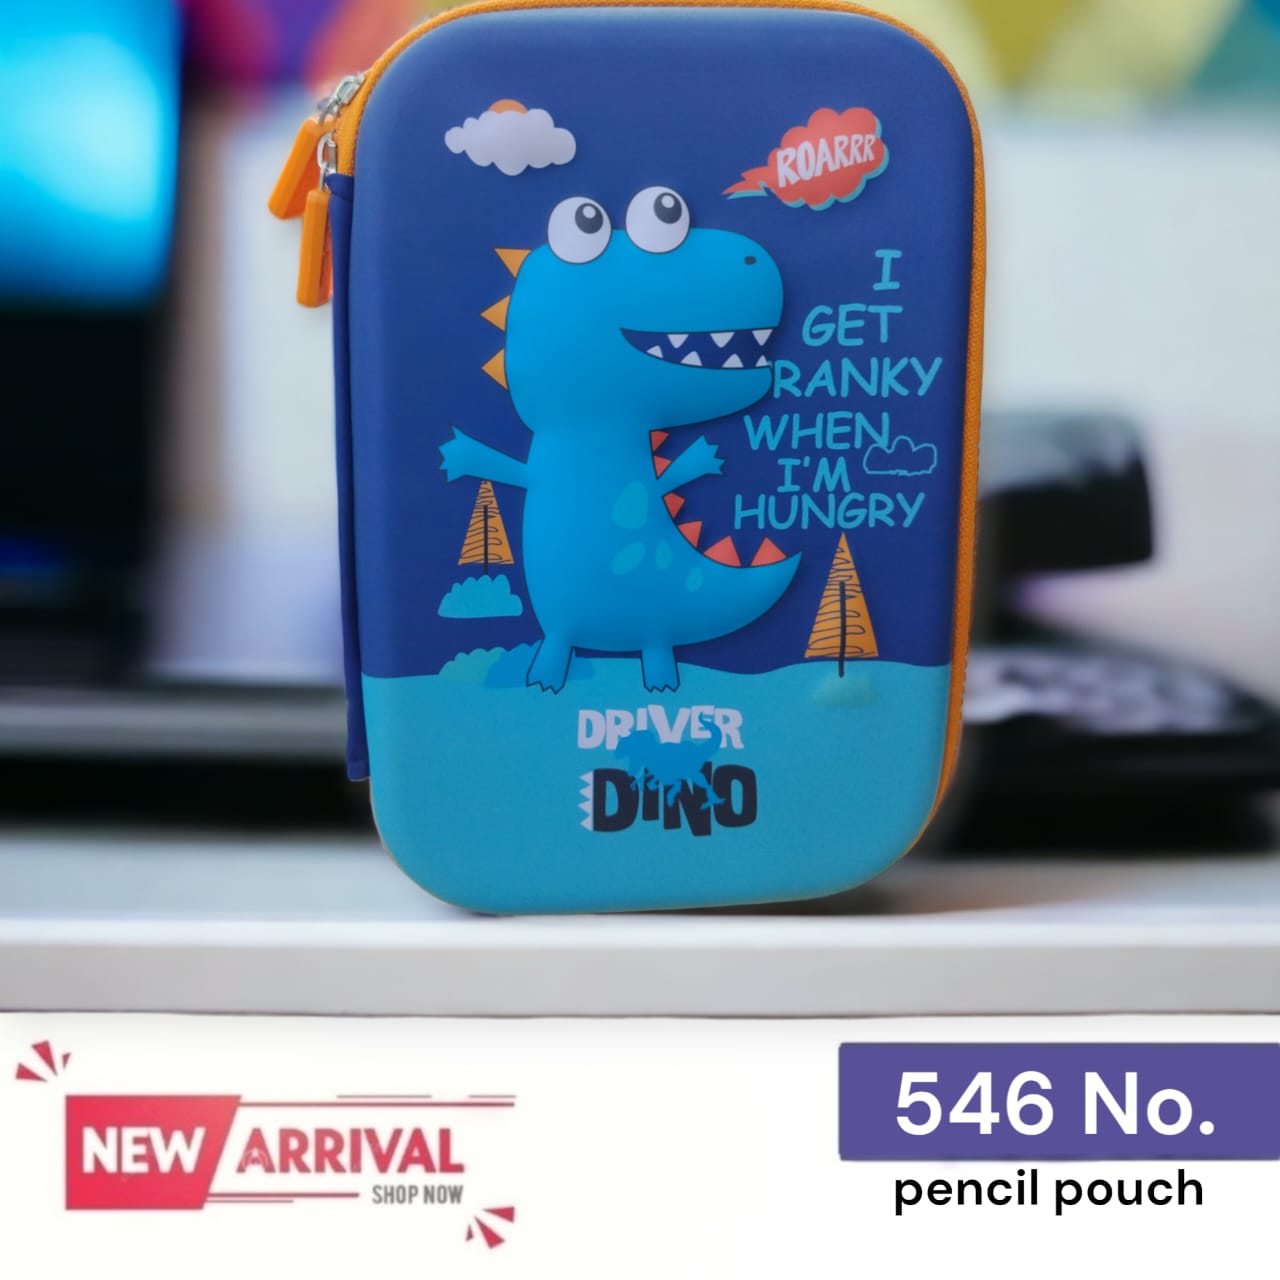 ROARRR
I
GET
RANKY
WHEN
I'M
HUNGRY
DRIVER
DINO
NEW ARRIVAL
SHOP NOW
546 No.
pencil pouch